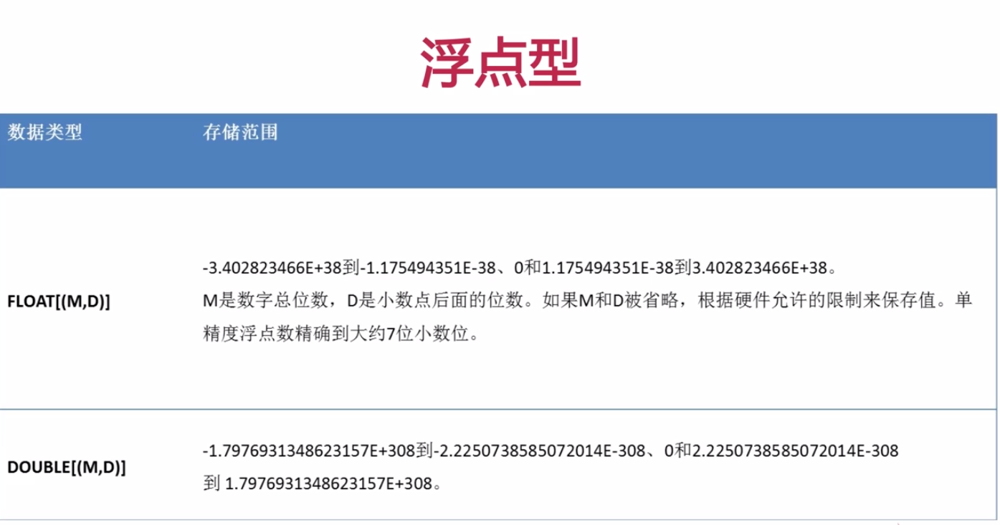 浮点型
数据类型
存储范围
FLOAT[(M,D)]
-3.402823466E+38到-1.175494351E-38、0和1.175494351E-38到3.402823466E+38。
M是数字总位数，D是小数点后面的位数。如果M和D被省略，根据硬件允许的限制来保存值。单
精度浮点数精确到大约7位小数位。
DOUBLE[(M,D)]
-1.7976931348623157E+308到-2.2250738585072014E-308、0和2.2250738585072014E-308
到 1.7976931348623157E+308。